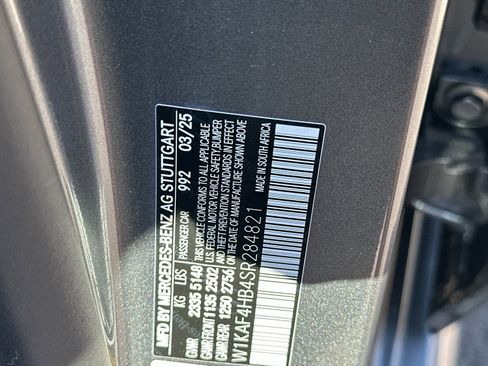 MFD BY MERCEDES-BENZ AG STUTTGART
PASSENGER CAR 992 03/25
KG LBS
GVWR 2335 5148
GAWR FRONT 1135 2502
GAWR REAR 1250 2756
THIS VEHICLE CONFORMS TO ALL APPLICABLE
U.S. FEDERAL MOTOR VEHICLE SAFETY,BUMPER
AND THEFT PREVENTION STANDARDS IN EFFECT
ON THE DATE OF MANUFACTURE SHOWN ABOVE
W1KAF4HB4SR284821
MADE IN SOUTH AFRICA